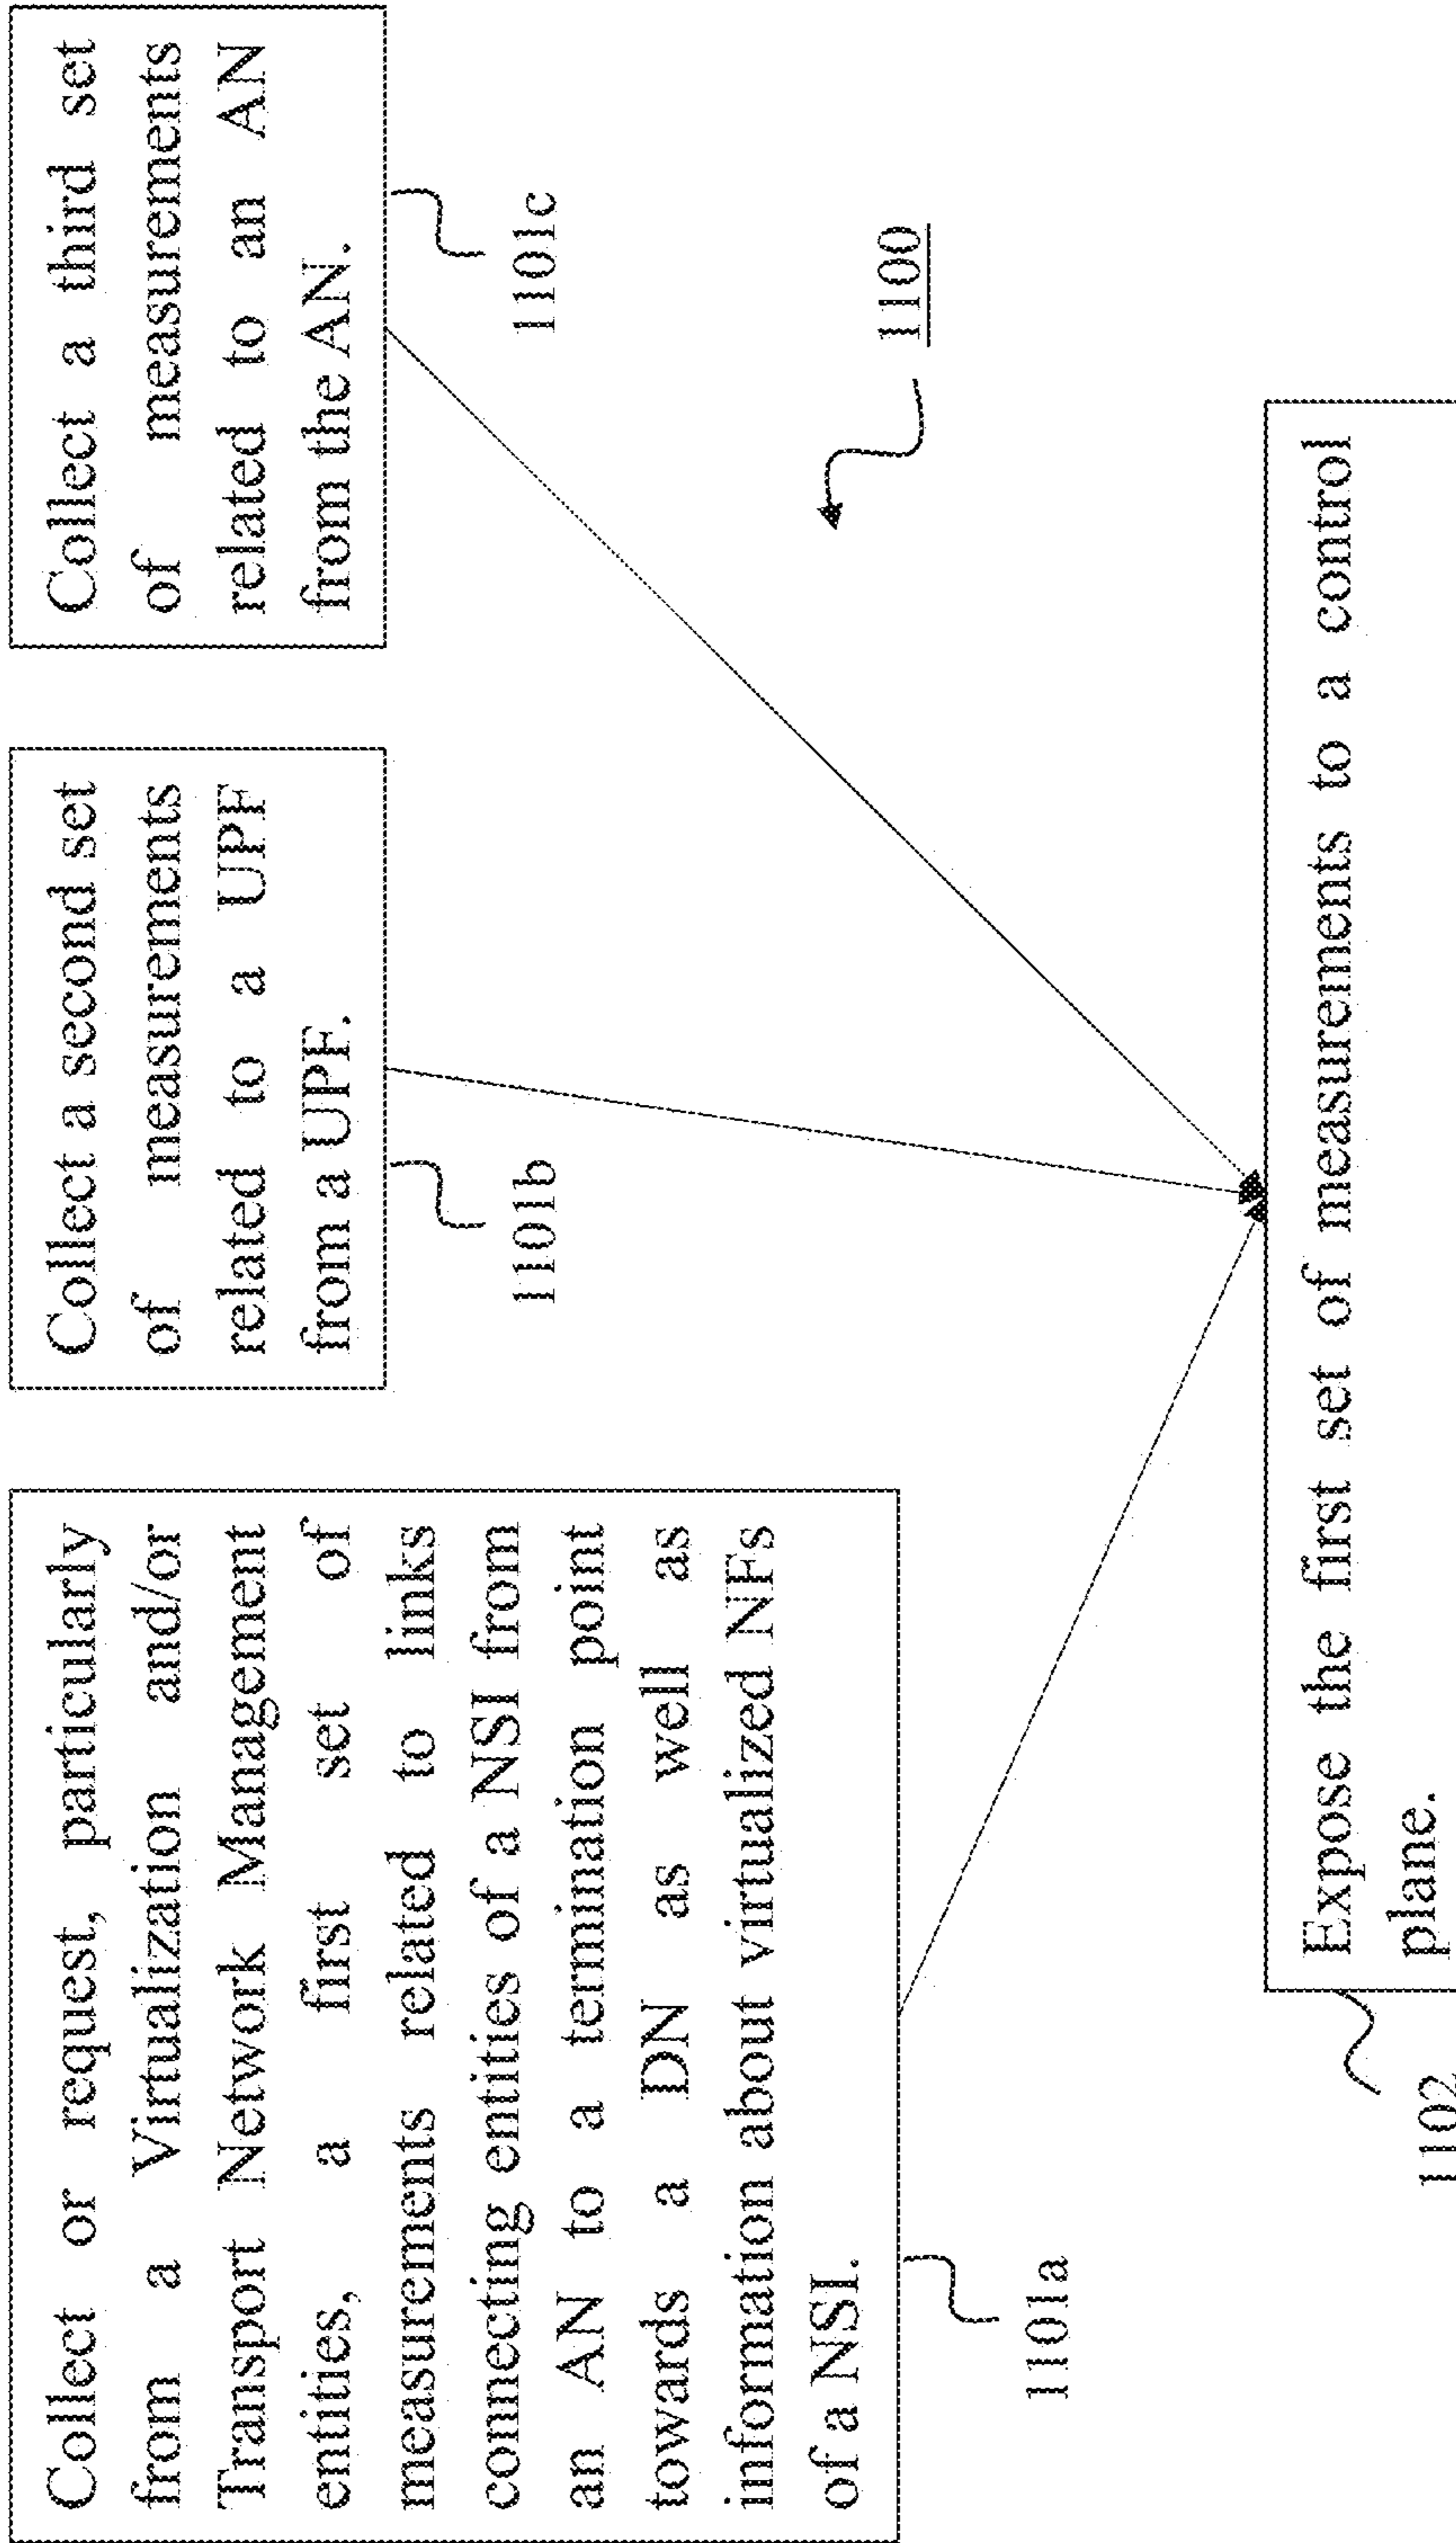 Collect or request, particularly
from a Virtualization and/or
Transport Network Management
entities, a first set of
measurements related to links
connecting entities of a NSI from
an AN to a termination point
towards a DN as well as
information about virtualized NFs
of a NSI.
1101a
Collect a second set
of measurements
related to a UPF
from a UPF.
1101b
Collect a third set
of measurements
related to an AN
from the AN.
1101c
1100
Expose the first set of measurements to a control
plane.
1102